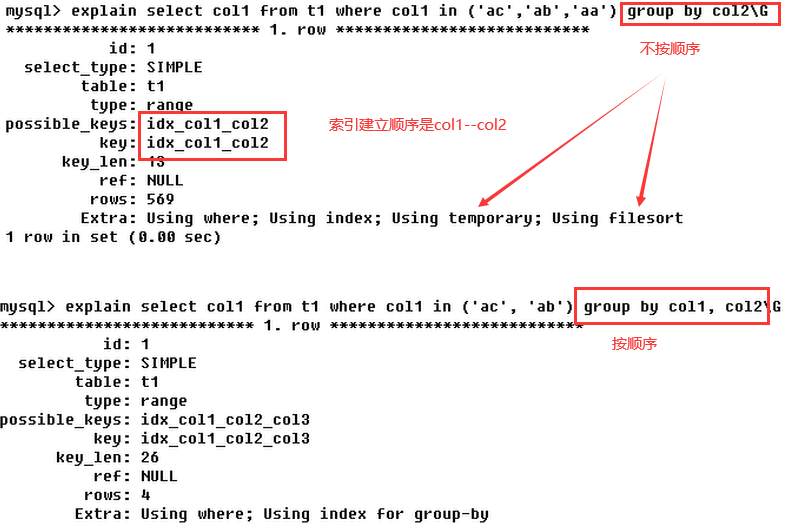 mysql> explain select col1 from t1 where col1 in ('ac','ab','aa') group by col2\G
*************************** 1. row ***************************
不按顺序
id: 1
select_type: SIMPLE
table: t1
type: range
possible_keys: idx_col1_col2
索引建立顺序是col1--col2
key: idx_col1_col2
key_len: 13
ref: NULL
rows: 569
Extra: Using where; Using index; Using temporary; Using filesort
1 row in set (0.00 sec)
mysql> explain select col1 from t1 where col1 in ('ac', 'ab') group by col1, col2\G
*************************** 1. row ***************************
按顺序
id: 1
select_type: SIMPLE
table: t1
type: range
possible_keys: idx_col1_col2_col3
key: idx_col1_col2_col3
key_len: 26
ref: NULL
rows: 4
Extra: Using where; Using index for group-by